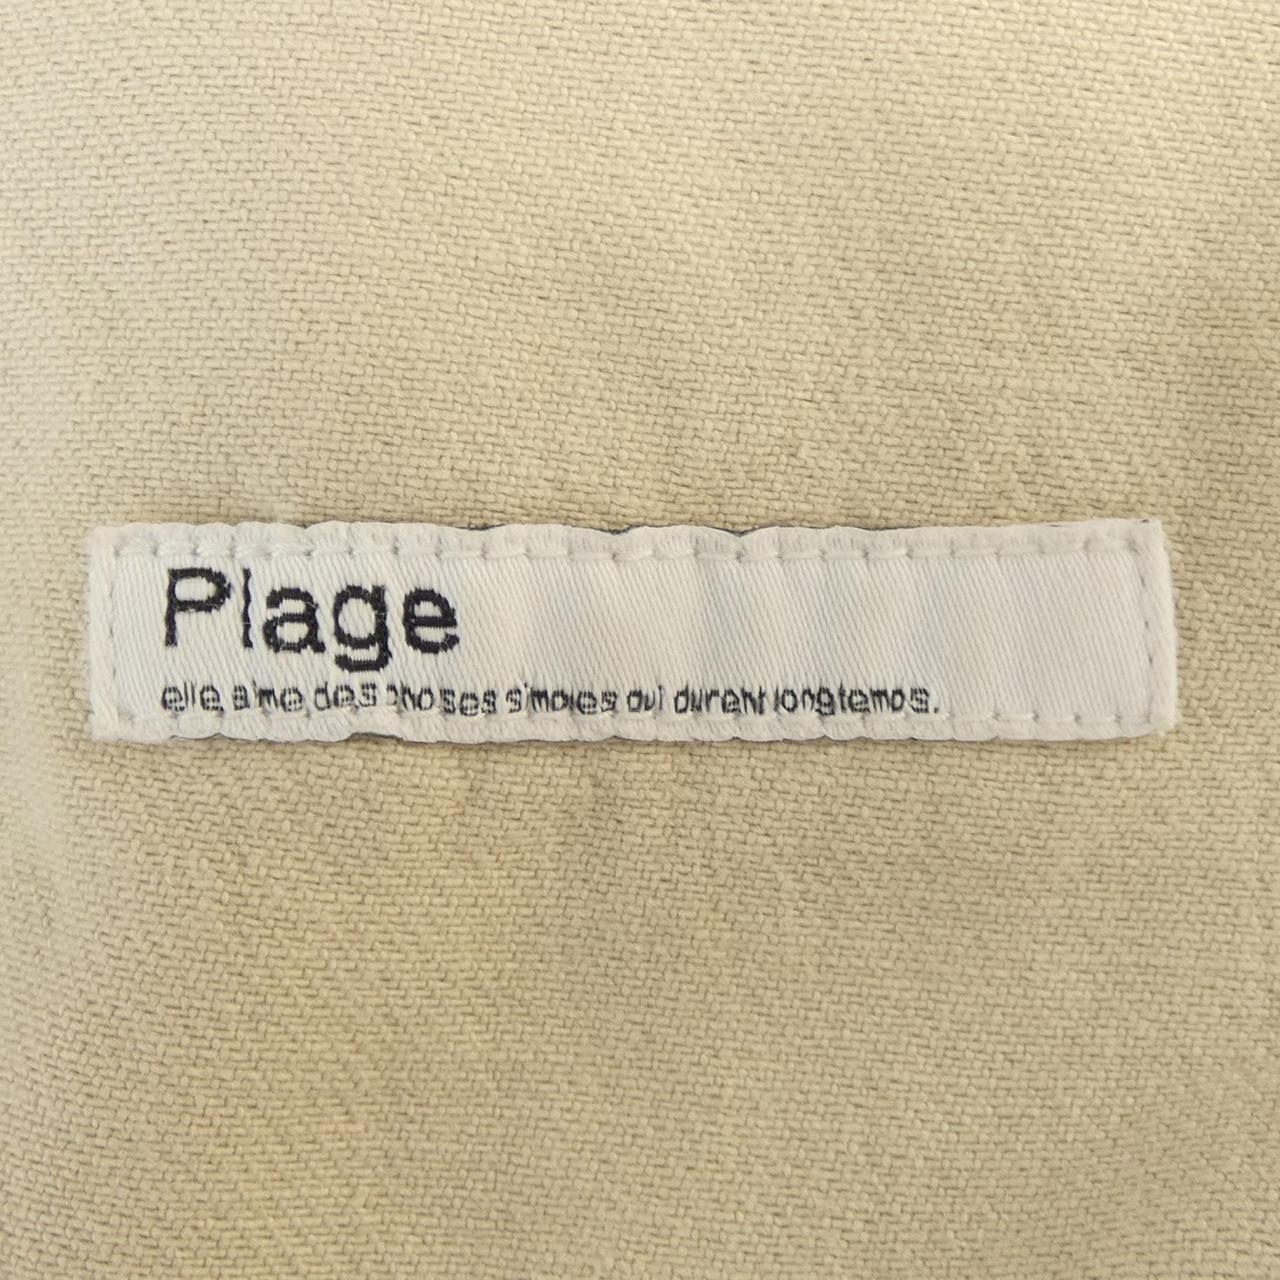 Plage
elle aime des choses simples qui durent longtemps.